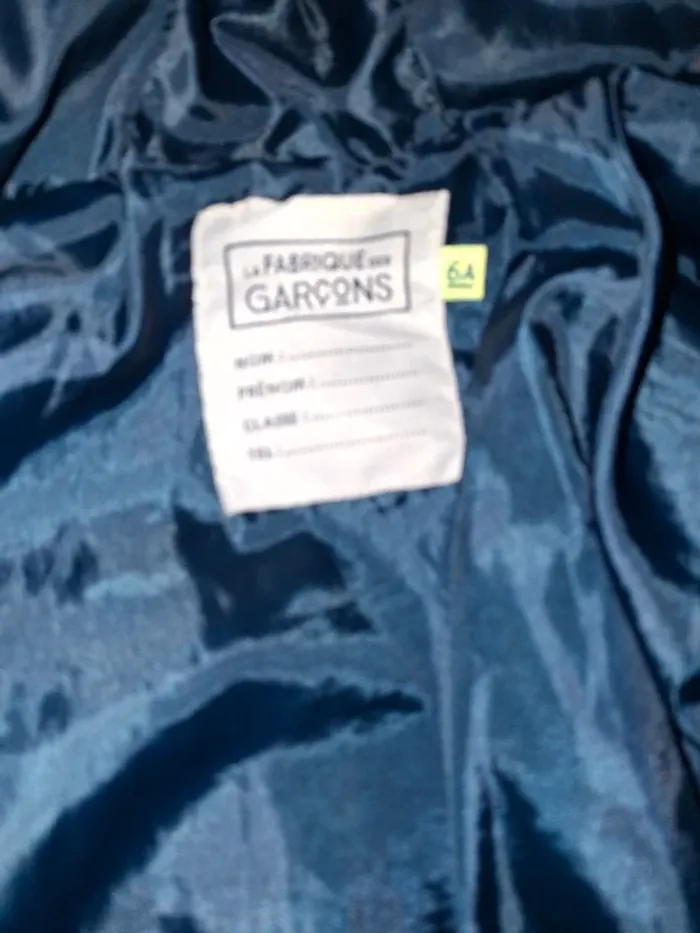 LA FABRIQUE DES
GARÇONS
6A
NOM :
PRÉNOM :
CLASSE :
TEL :